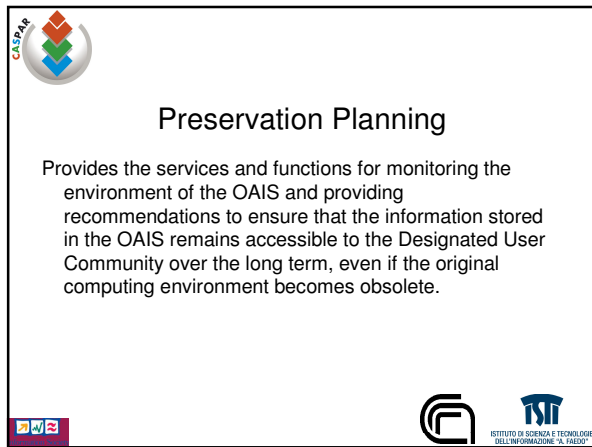 CASPAR
Preservation Planning
Provides the services and functions for monitoring the
environment of the OAIS and providing
recommendations to ensure that the information stored
in the OAIS remains accessible to the Designated User
Community over the long term, even if the original
computing environment becomes obsolete.
ISTI
ISTITUTO DI SCIENZA E TECNOLOGIE
DELL'INFORMAZIONE "A. FAEDO"